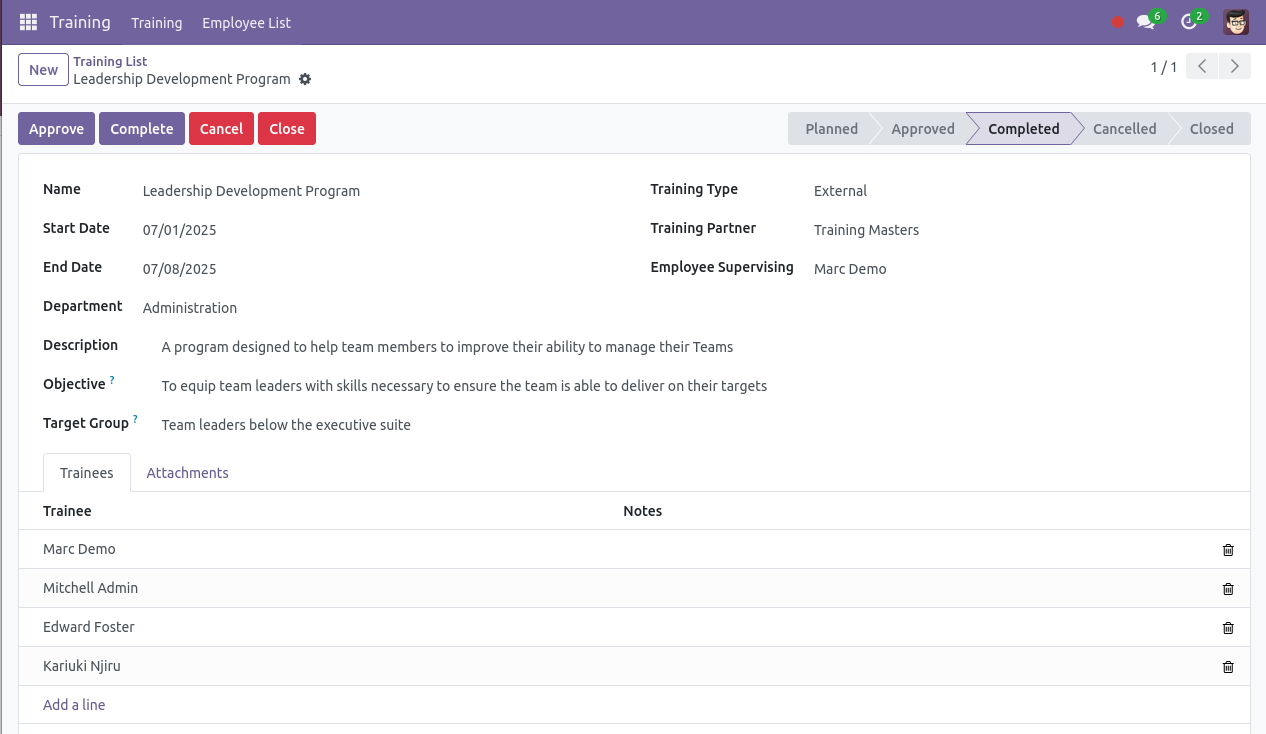 Training Training Employee List 6 2
New Training List 1 / 1
Leadership Development Program
Approve Complete Cancel Close Planned Approved Completed Cancelled Closed
Name Leadership Development Program Training Type External
Start Date 07/01/2025 Training Partner Training Masters
End Date 07/08/2025 Employee Supervising Marc Demo
Department Administration
Description A program designed to help team members to improve their ability to manage their Teams
Objective ? To equip team leaders with skills necessary to ensure the team is able to deliver on their targets
Target Group ? Team leaders below the executive suite
Trainees Attachments
Trainee Notes
Marc Demo
Mitchell Admin
Edward Foster
Kariuki Njiru
Add a line